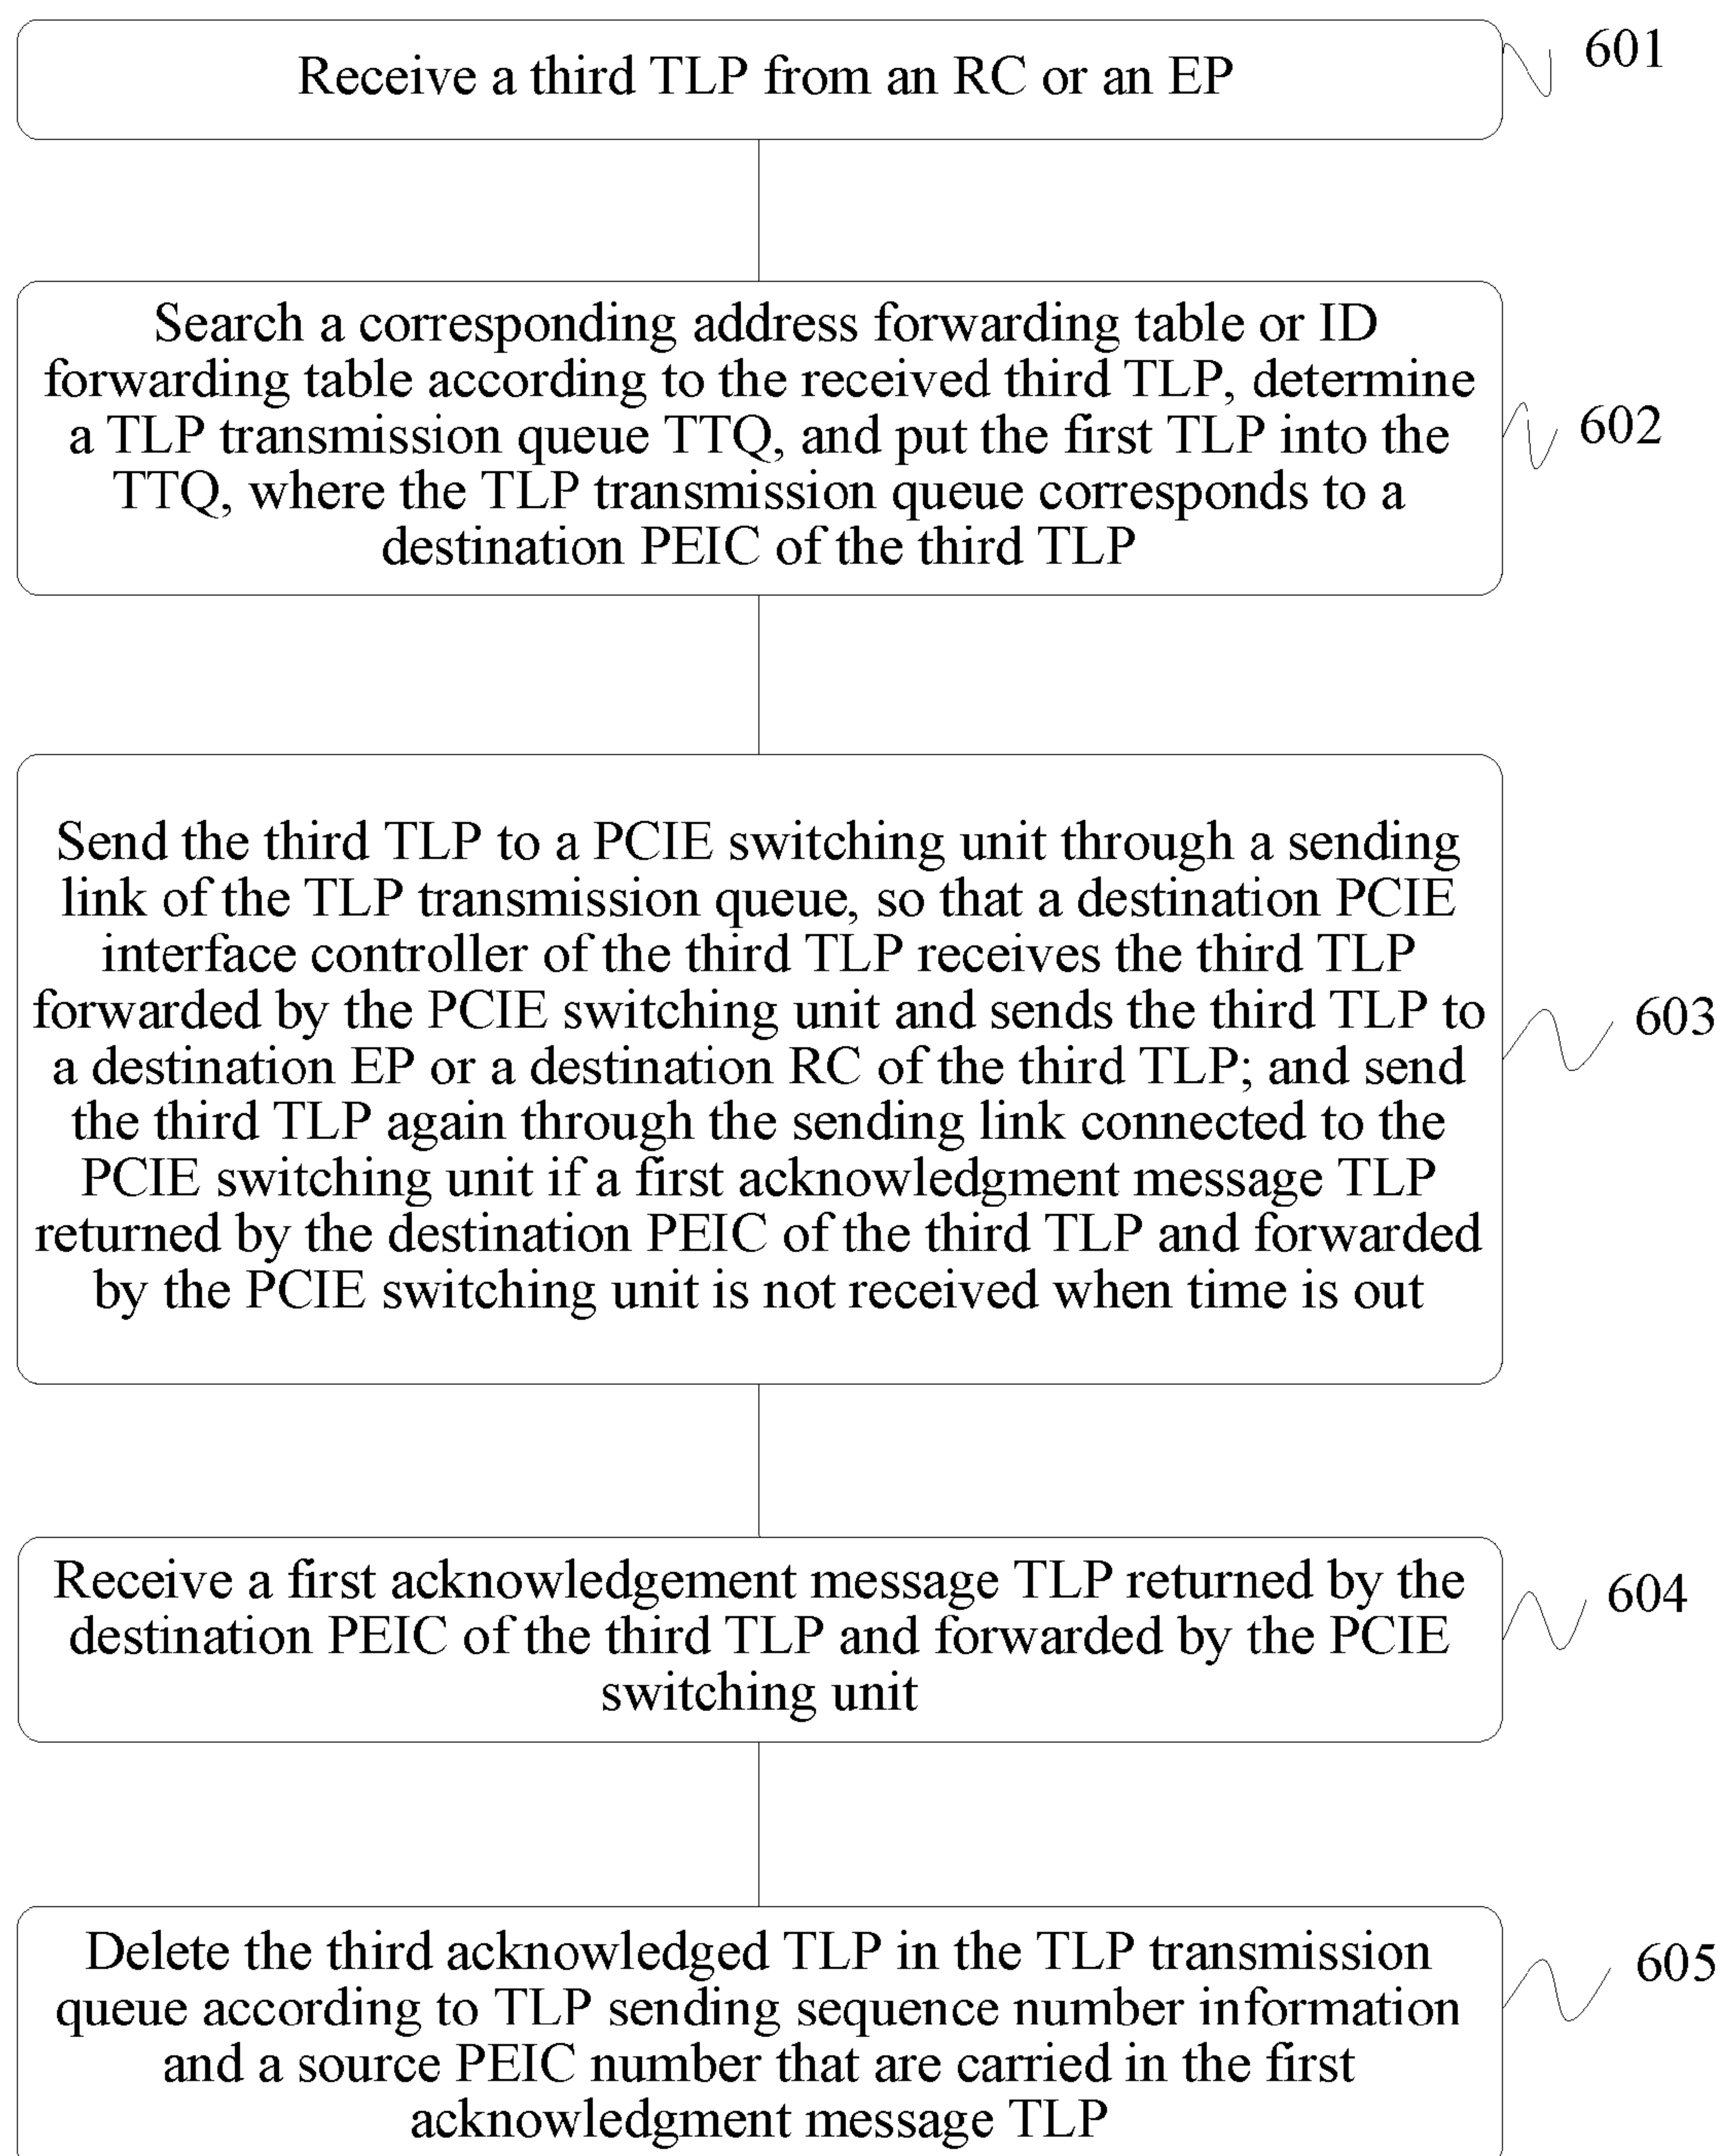 Receive a third TLP from an RC or an EP
601
Search a corresponding address forwarding table or ID
forwarding table according to the received third TLP, determine
a TLP transmission queue TTQ, and put the first TLP into the
TTQ, where the TLP transmission queue corresponds to a
destination PEIC of the third TLP
602
Send the third TLP to a PCIE switching unit through a sending
link of the TLP transmission queue, so that a destination PCIE
interface controller of the third TLP receives the third TLP
forwarded by the PCIE switching unit and sends the third TLP to
a destination EP or a destination RC of the third TLP; and send
the third TLP again through the sending link connected to the
PCIE switching unit if a first acknowledgment message TLP
returned by the destination PEIC of the third TLP and forwarded
by the PCIE switching unit is not received when time is out
603
Receive a first acknowledgement message TLP returned by the
destination PEIC of the third TLP and forwarded by the PCIE
switching unit
604
Delete the third acknowledged TLP in the TLP transmission
queue according to TLP sending sequence number information
and a source PEIC number that are carried in the first
acknowledgment message TLP
605